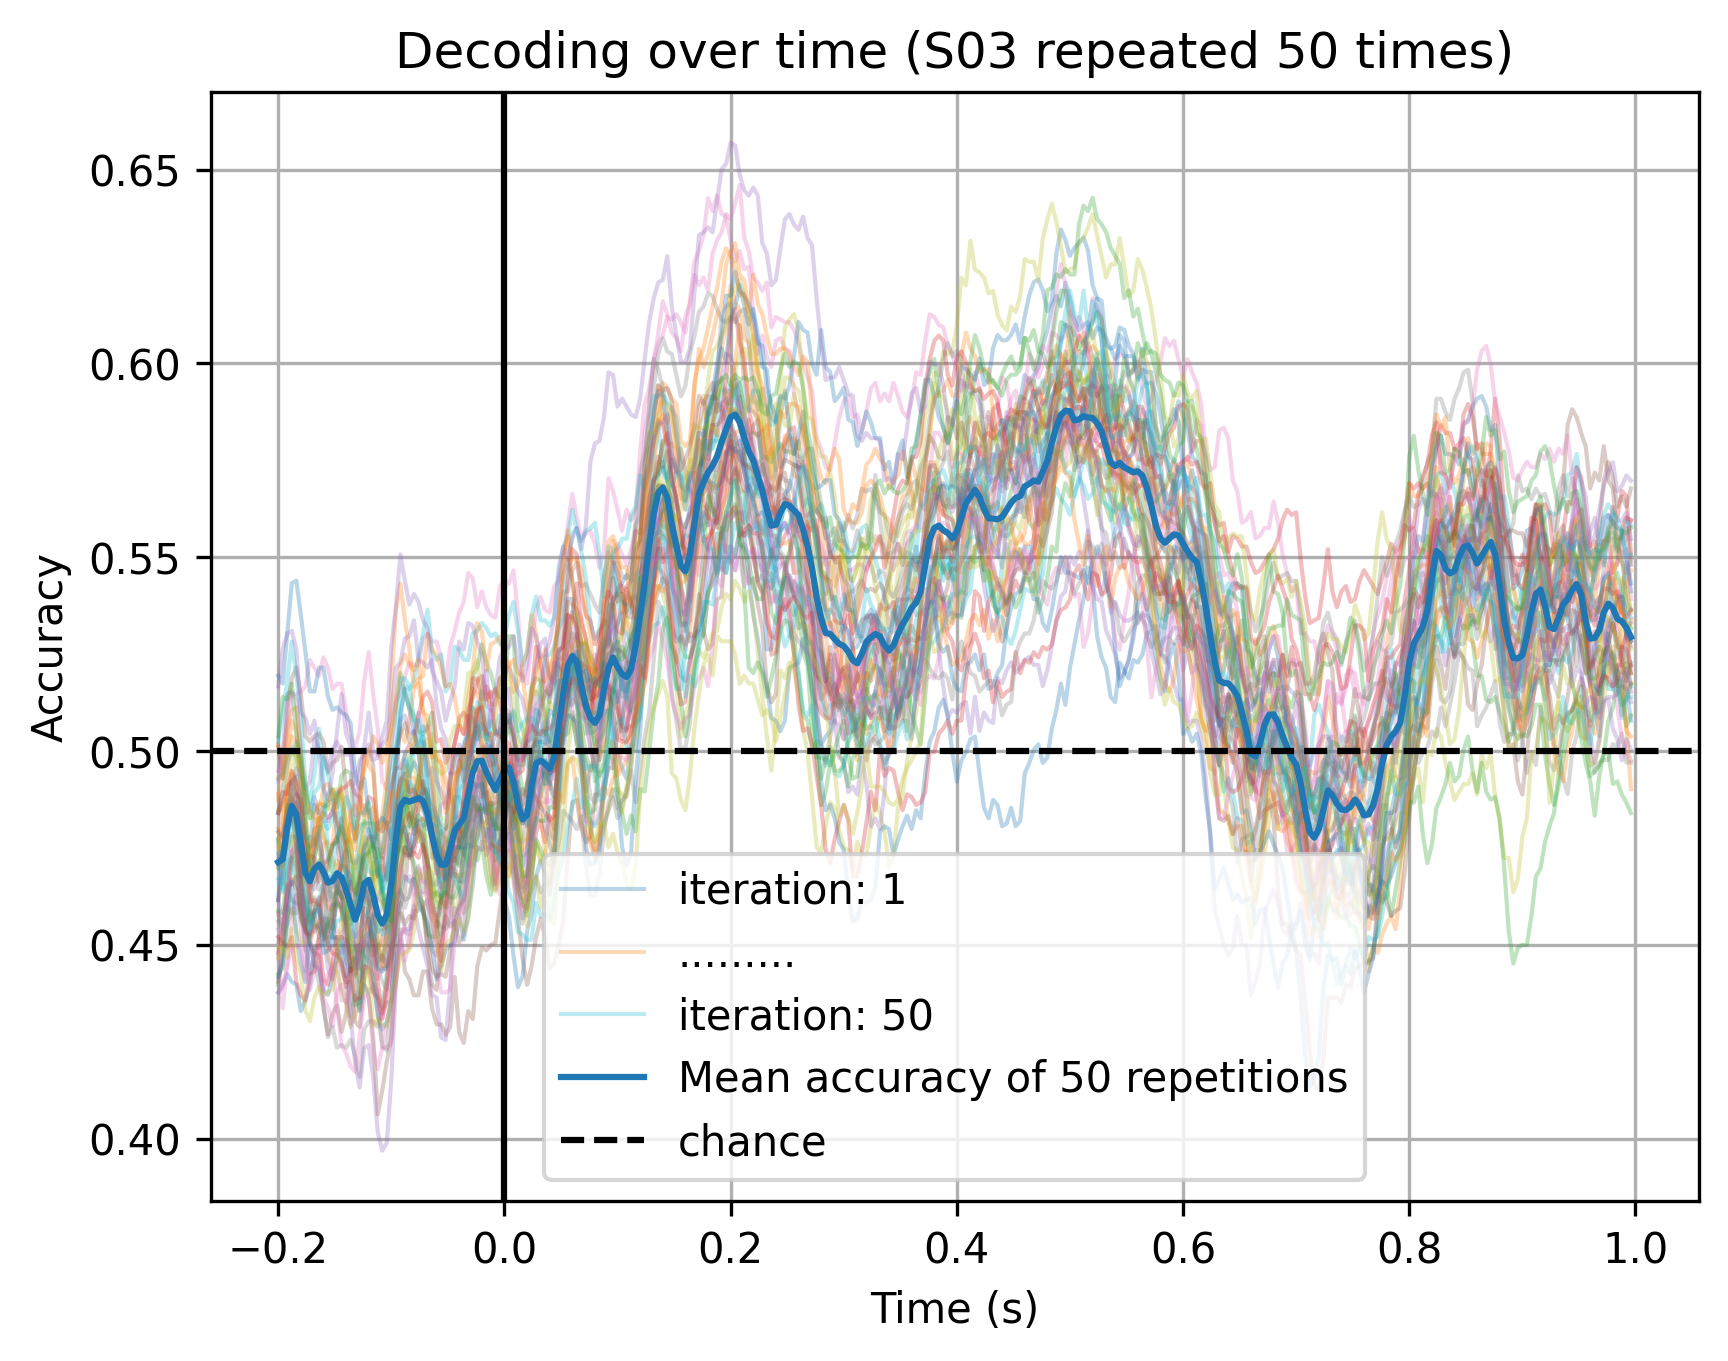 Decoding over time (S03 repeated 50 times)
Accuracy
0.65
0.60
0.55
0.50
0.45
0.40
iteration: 1
.........
iteration: 50
Mean accuracy of 50 repetitions
chance
−0.2
0.0
0.2
0.4
0.6
0.8
1.0
Time (s)